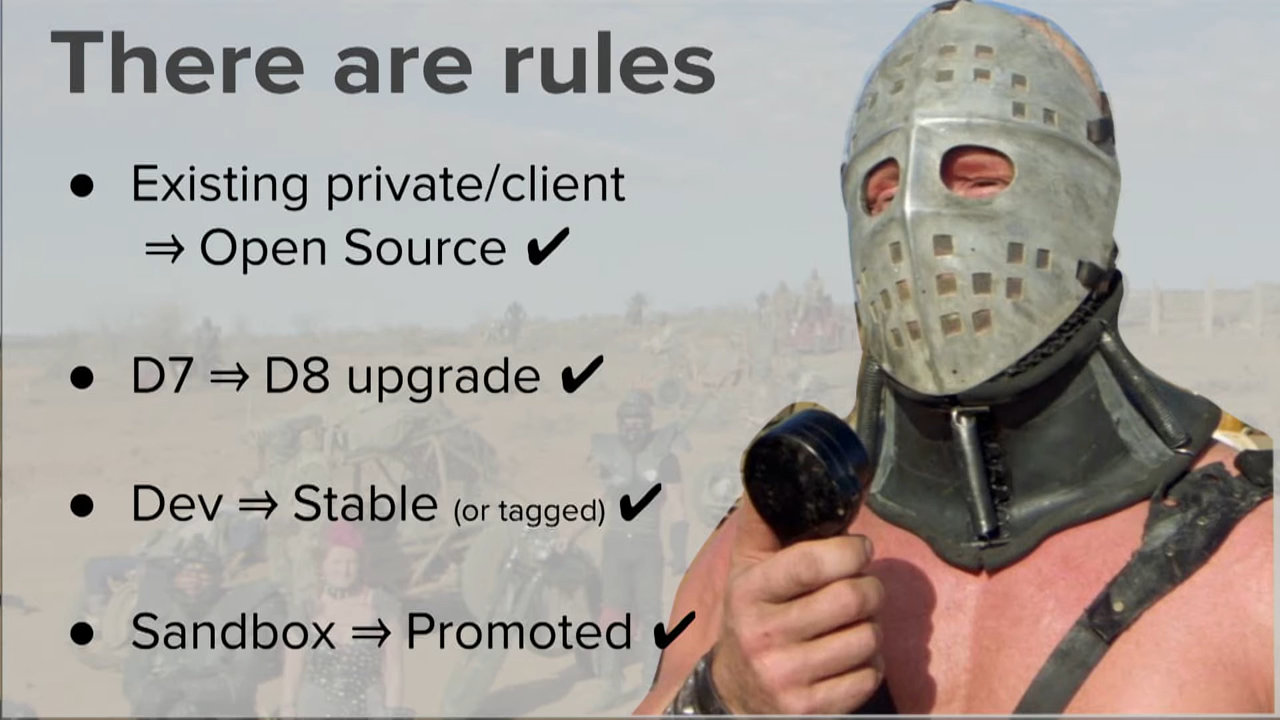 There are rules
● Existing private/client
⇒ Open Source ✔
● D7 ⇒ D8 upgrade ✔
● Dev ⇒ Stable (or tagged) ✔
● Sandbox ⇒ Promoted ✔